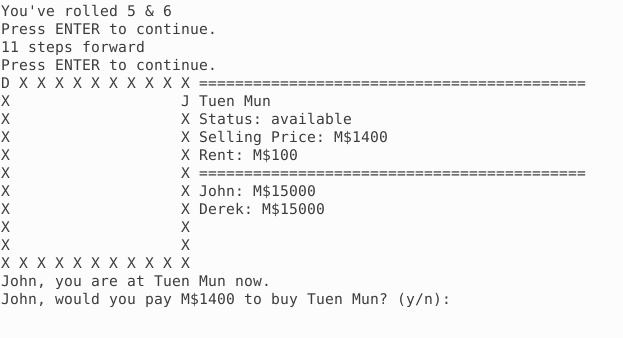 You've rolled 5 & 6
Press ENTER to continue.
11 steps forward
Press ENTER to continue.
D X X X X X X X X X X ===========================================
X                   J Tuen Mun
X                   X Status: available
X                   X Selling Price: M$1400
X                   X Rent: M$100
X                   X ===========================================
X                   X John: M$15000
X                   X Derek: M$15000
X                   X
X                   X
X X X X X X X X X X X
John, you are at Tuen Mun now.
John, would you pay M$1400 to buy Tuen Mun? (y/n):